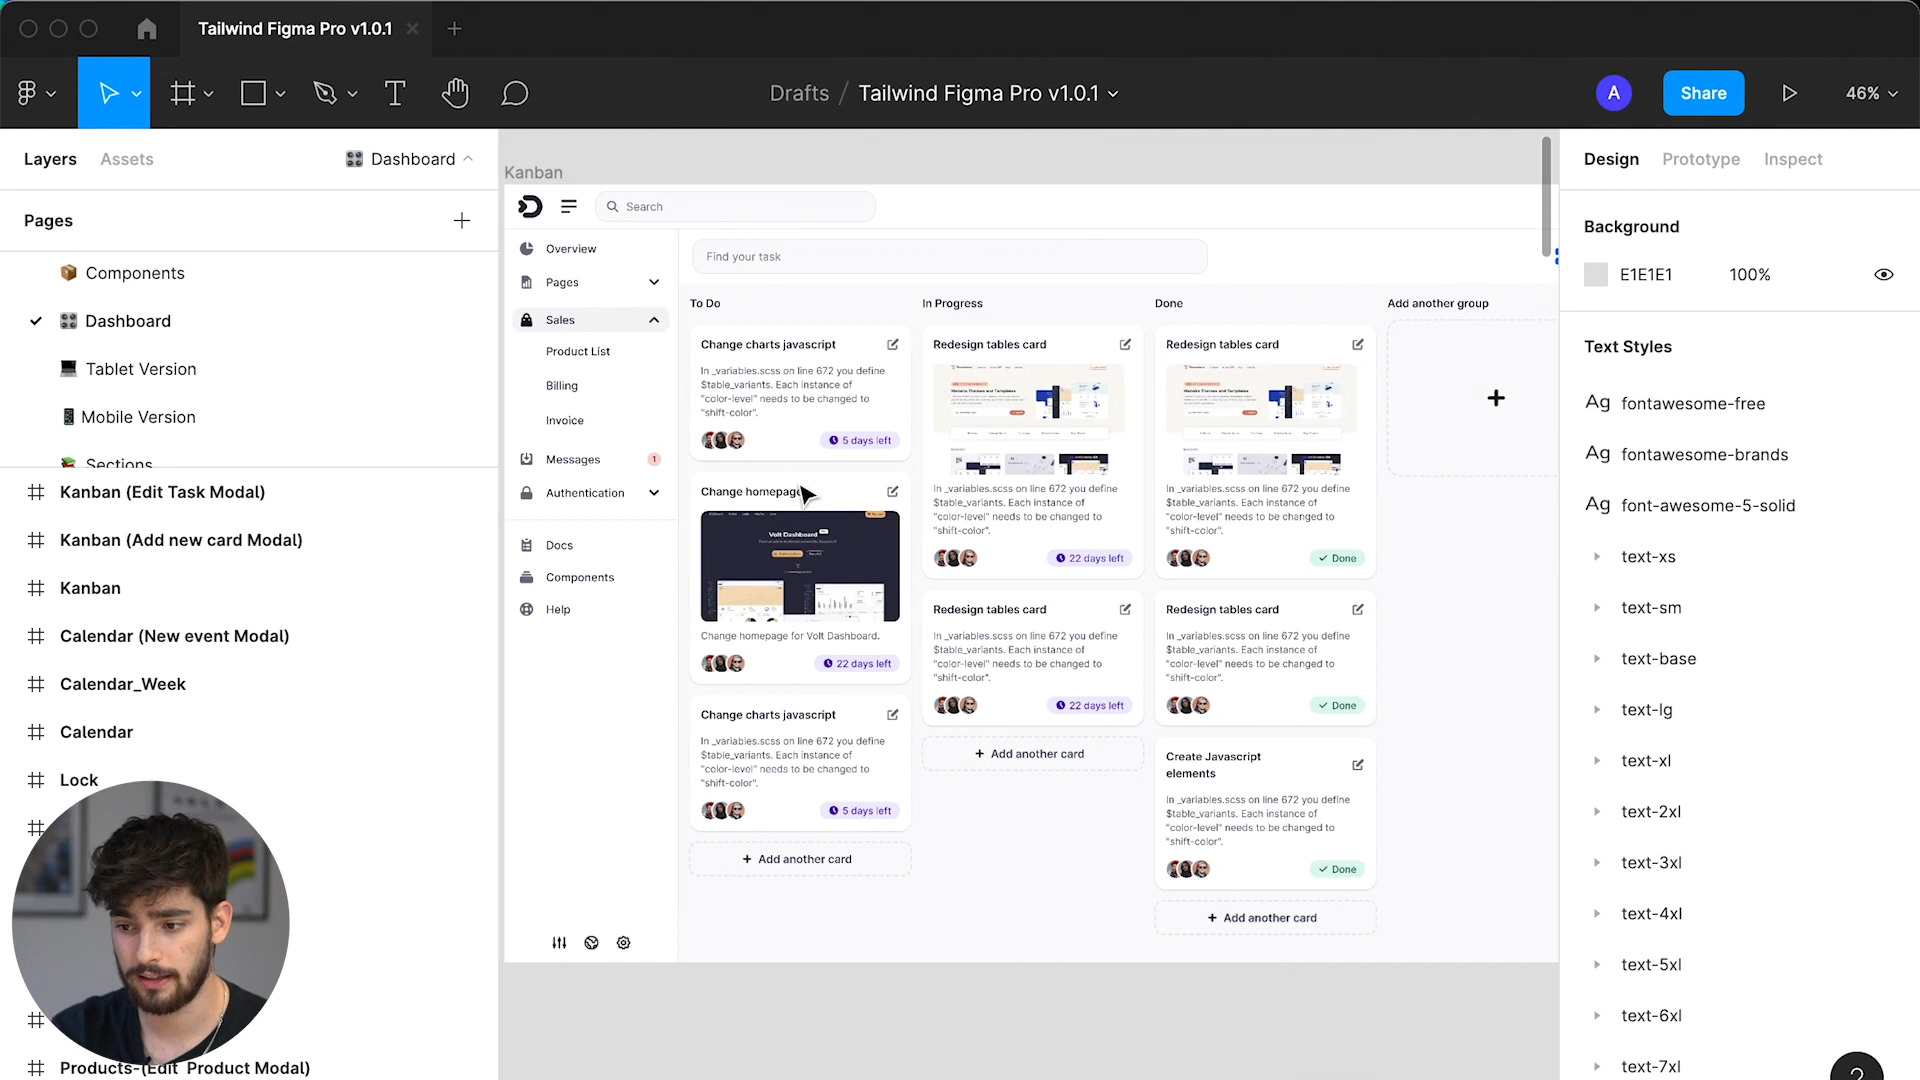 Tailwind Figma Pro v1.0.1
Drafts / Tailwind Figma Pro v1.0.1
A
Share
46%
Layers
Assets
Dashboard
Pages
Components
Dashboard
Tablet Version
Mobile Version
Sections
Kanban (Edit Task Modal)
Kanban (Add new card Modal)
Kanban
Calendar (New event Modal)
Calendar_Week
Calendar
Lock
Products-(Edit Product Modal)
Kanban
Search
Overview
Pages
Sales
Product List
Billing
Invoice
Messages
1
Authentication
Docs
Components
Help
Find your task
To Do
Change charts javascript
In _variables.scss on line 672 you define
$table_variants. Each instance of
"color-level" needs to be changed to
"shift-color".
5 days left
Change homepage
Volt Dashboard
Change homepage for Volt Dashboard.
22 days left
Change charts javascript
In _variables.scss on line 672 you define
$table_variants. Each instance of
"color-level" needs to be changed to
"shift-color".
5 days left
+ Add another card
In Progress
Redesign tables card
Website Themes and Templates
In _variables.scss on line 672 you define
$table_variants. Each instance of
"color-level" needs to be changed to
"shift-color".
22 days left
Redesign tables card
In _variables.scss on line 672 you define
$table_variants. Each instance of
"color-level" needs to be changed to
"shift-color".
22 days left
+ Add another card
Done
Redesign tables card
Website Themes and Templates
In _variables.scss on line 672 you define
$table_variants. Each instance of
"color-level" needs to be changed to
"shift-color".
Done
Redesign tables card
In _variables.scss on line 672 you define
$table_variants. Each instance of
"color-level" needs to be changed to
"shift-color".
Done
Create Javascript
elements
In _variables.scss on line 672 you define
$table_variants. Each instance of
"color-level" needs to be changed to
"shift-color".
Done
+ Add another card
Add another group
Design
Prototype
Inspect
Background
E1E1E1
100%
Text Styles
Ag fontawesome-free
Ag fontawesome-brands
Ag font-awesome-5-solid
text-xs
text-sm
text-base
text-lg
text-xl
text-2xl
text-3xl
text-4xl
text-5xl
text-6xl
text-7xl
?